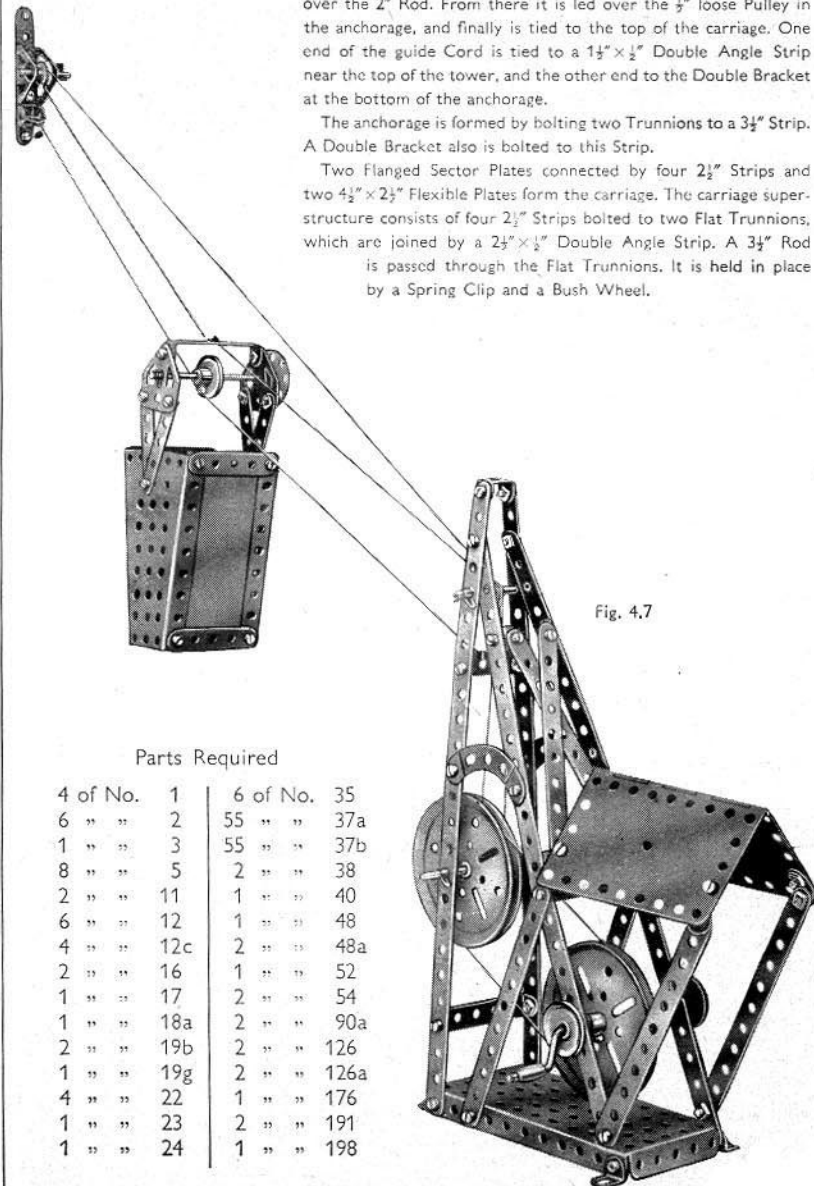 over the 2″ Rod. From there it is led over the ½″ loose Pulley in
the anchorage, and finally is tied to the top of the carriage. One
end of the guide Cord is tied to a 1½″ × ½″ Double Angle Strip
near the top of the tower, and the other end to the Double Bracket
at the bottom of the anchorage.
The anchorage is formed by bolting two Trunnions to a 3½″ Strip.
A Double Bracket also is bolted to this Strip.
Two Flanged Sector Plates connected by four 2½″ Strips and
two 4½″ × 2½″ Flexible Plates form the carriage. The carriage super-
structure consists of four 2½″ Strips bolted to two Flat Trunnions,
which are joined by a 2½″ × ½″ Double Angle Strip. A 3½″ Rod
is passed through the Flat Trunnions. It is held in place
by a Spring Clip and a Bush Wheel.
Fig. 4.7
Parts Required
4 of No. 1 | 6 of No. 35
6 " " 2 | 55 " " 37a
1 " " 3 | 55 " " 37b
8 " " 5 | 2 " " 38
2 " " 11 | 1 " " 40
6 " " 12 | 1 " " 48
4 " " 12c | 2 " " 48a
2 " " 16 | 1 " " 52
1 " " 17 | 2 " " 54
1 " " 18a | 2 " " 90a
2 " " 19b | 2 " " 126
1 " " 19g | 2 " " 126a
4 " " 22 | 1 " " 176
1 " " 23 | 2 " " 191
1 " " 24 | 1 " " 198